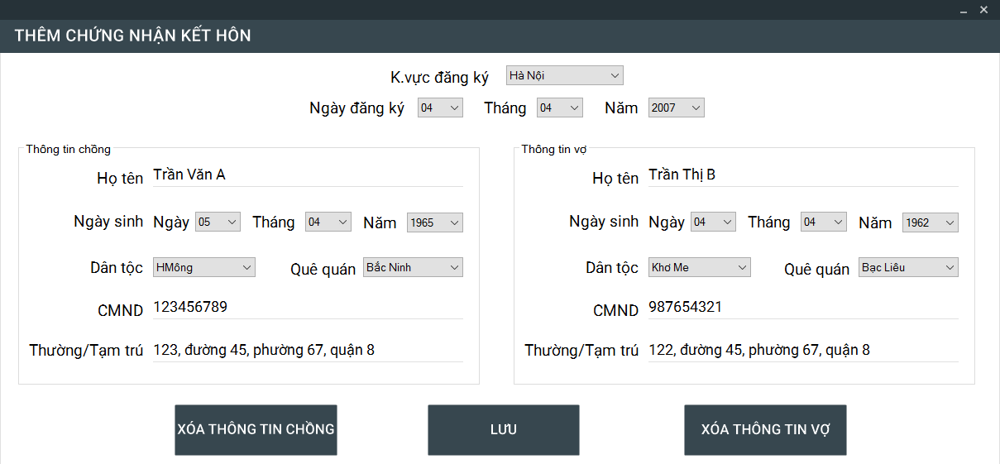 THÊM CHỨNG NHẬN KẾT HÔN
K.vực đăng ký Hà Nội
Ngày đăng ký 04 Tháng 04 Năm 2007
Thông tin chồng
Họ tên Trần Văn A
Ngày sinh Ngày 05 Tháng 04 Năm 1965
Dân tộc HMông Quê quán Bắc Ninh
CMND 123456789
Thường/Tạm trú 123, đường 45, phường 67, quận 8
Thông tin vợ
Họ tên Trần Thị B
Ngày sinh Ngày 04 Tháng 04 Năm 1962
Dân tộc Khơ Me Quê quán Bạc Liêu
CMND 987654321
Thường/Tạm trú 122, đường 45, phường 67, quận 8
XÓA THÔNG TIN CHỒNG LƯU XÓA THÔNG TIN VỢ